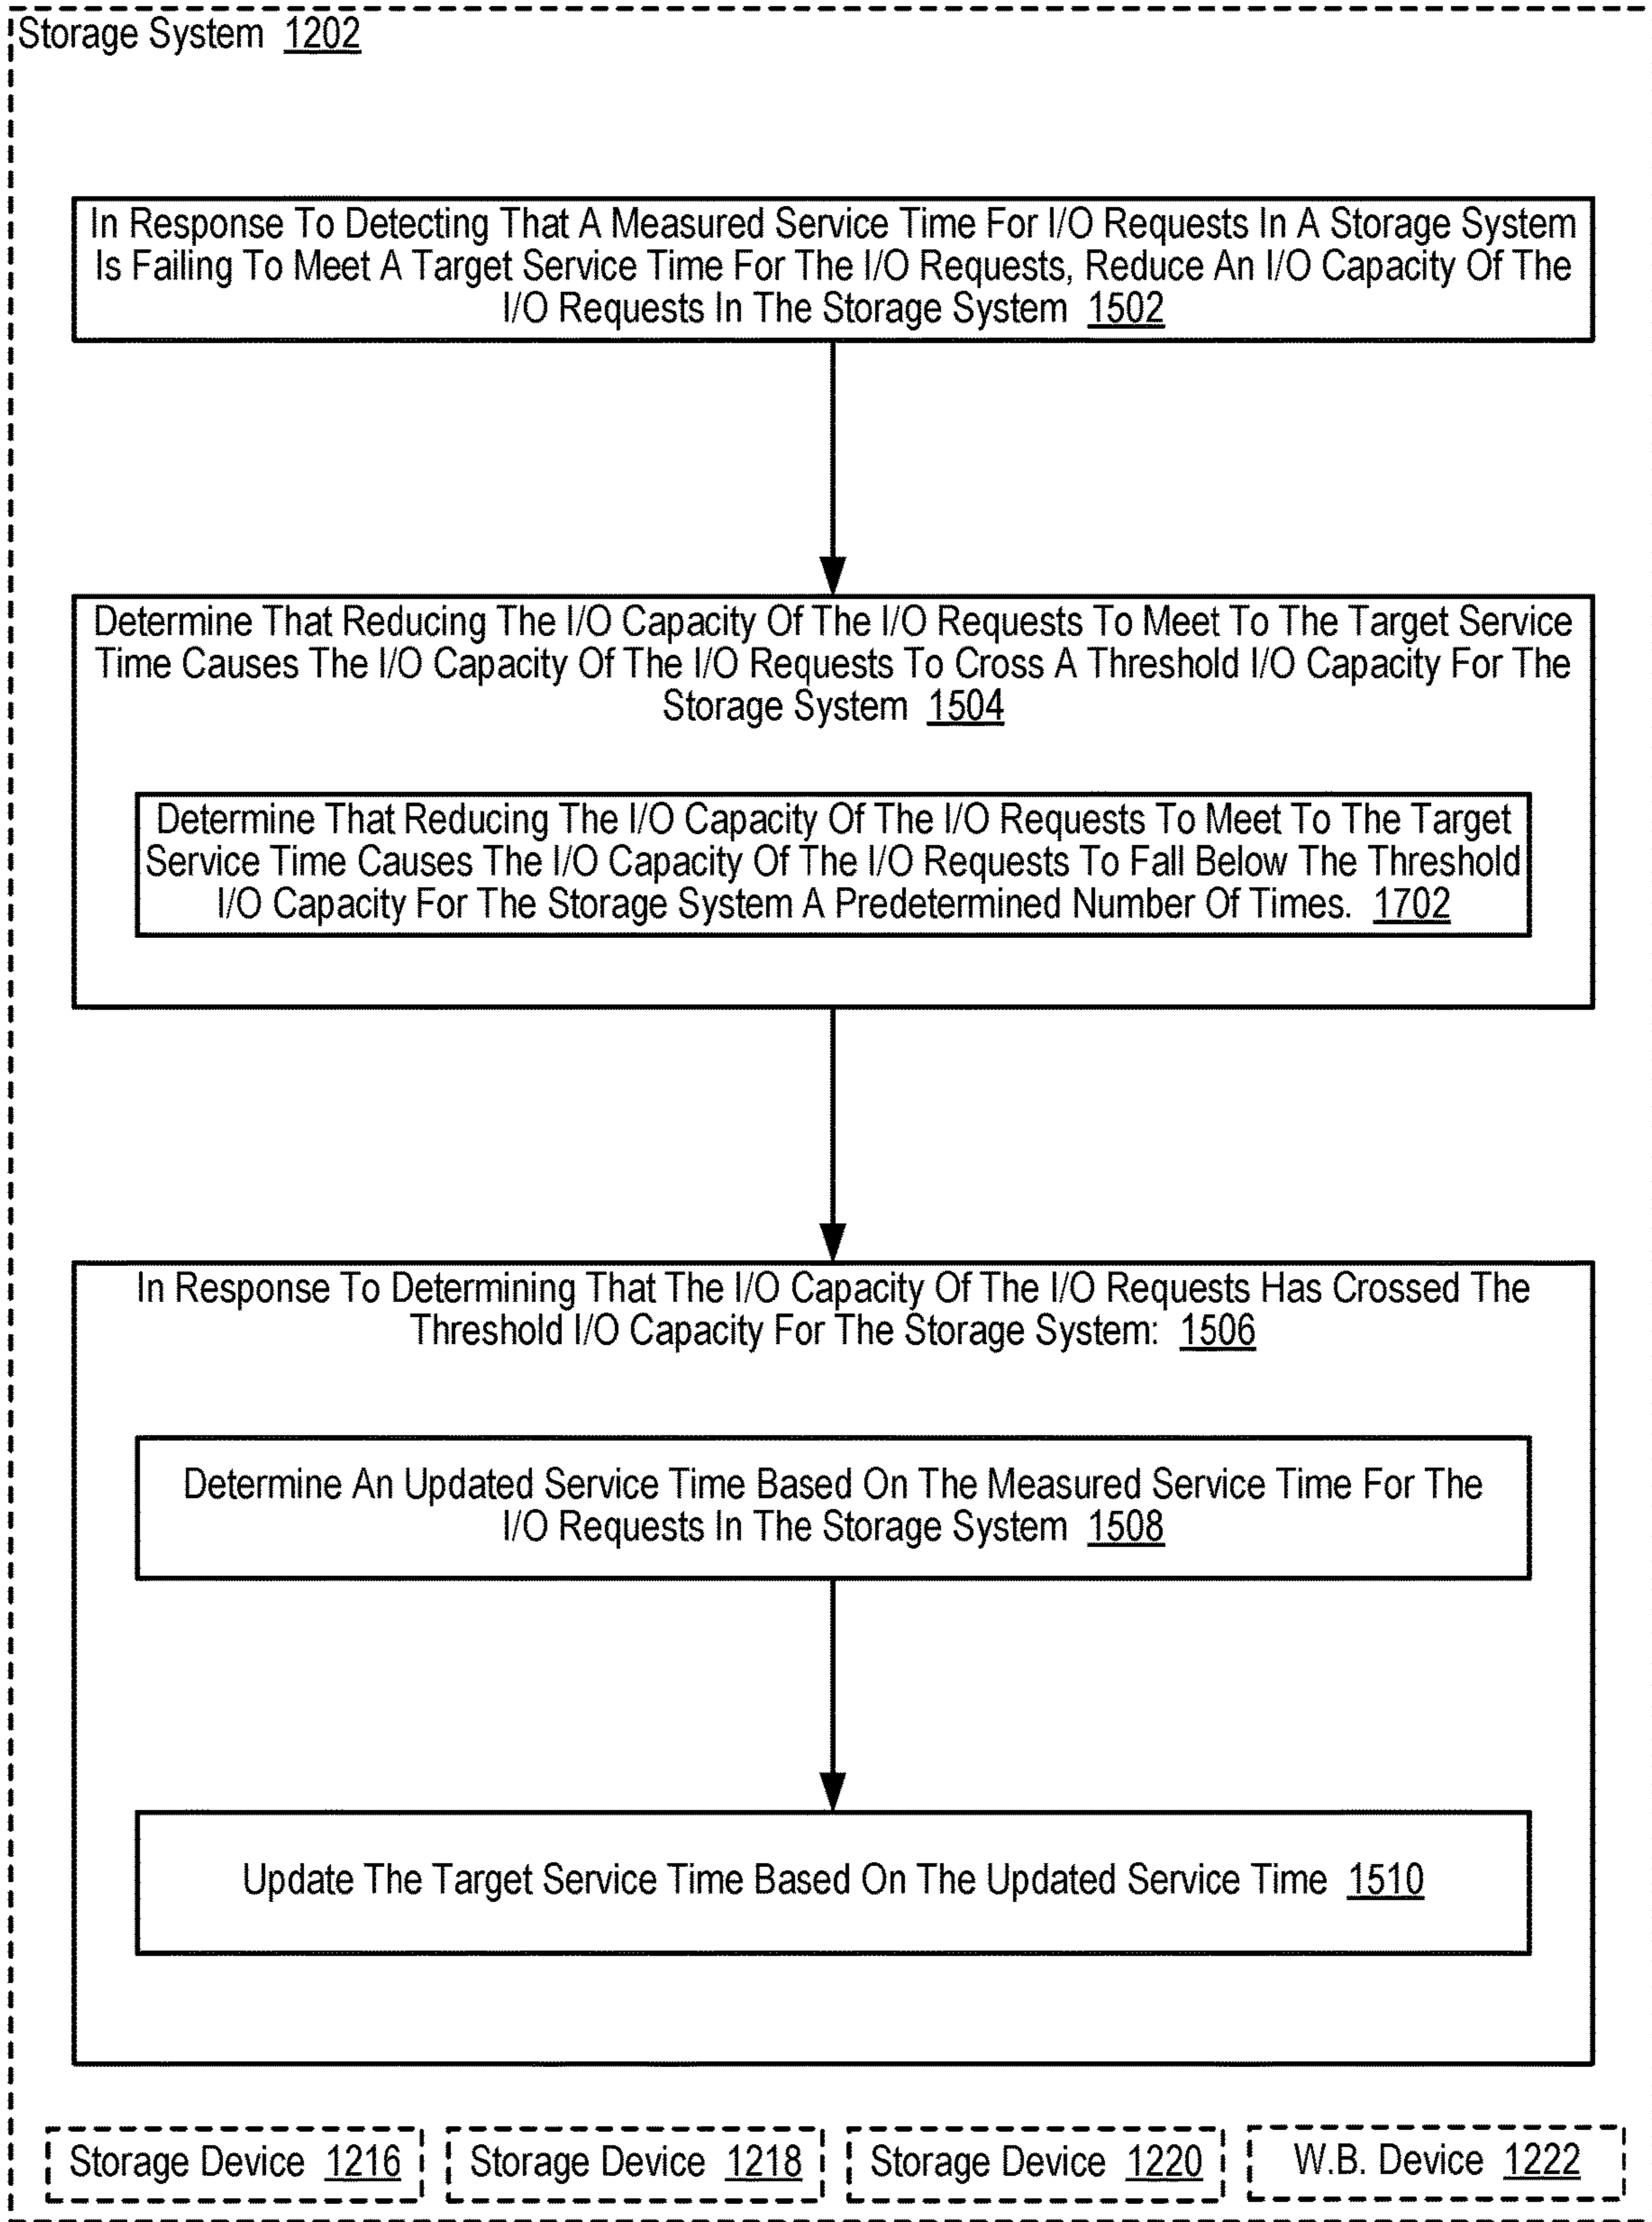 Storage System 1202
In Response To Detecting That A Measured Service Time For I/O Requests In A Storage System
Is Failing To Meet A Target Service Time For The I/O Requests, Reduce An I/O Capacity Of The
I/O Requests In The Storage System 1502
Determine That Reducing The I/O Capacity Of The I/O Requests To Meet To The Target Service
Time Causes The I/O Capacity Of The I/O Requests To Cross A Threshold I/O Capacity For The
Storage System 1504
Determine That Reducing The I/O Capacity Of The I/O Requests To Meet To The Target
Service Time Causes The I/O Capacity Of The I/O Requests To Fall Below The Threshold
I/O Capacity For The Storage System A Predetermined Number Of Times. 1702
In Response To Determining That The I/O Capacity Of The I/O Requests Has Crossed The
Threshold I/O Capacity For The Storage System: 1506
Determine An Updated Service Time Based On The Measured Service Time For The
I/O Requests In The Storage System 1508
Update The Target Service Time Based On The Updated Service Time 1510
Storage Device 1216 Storage Device 1218 Storage Device 1220 W.B. Device 1222